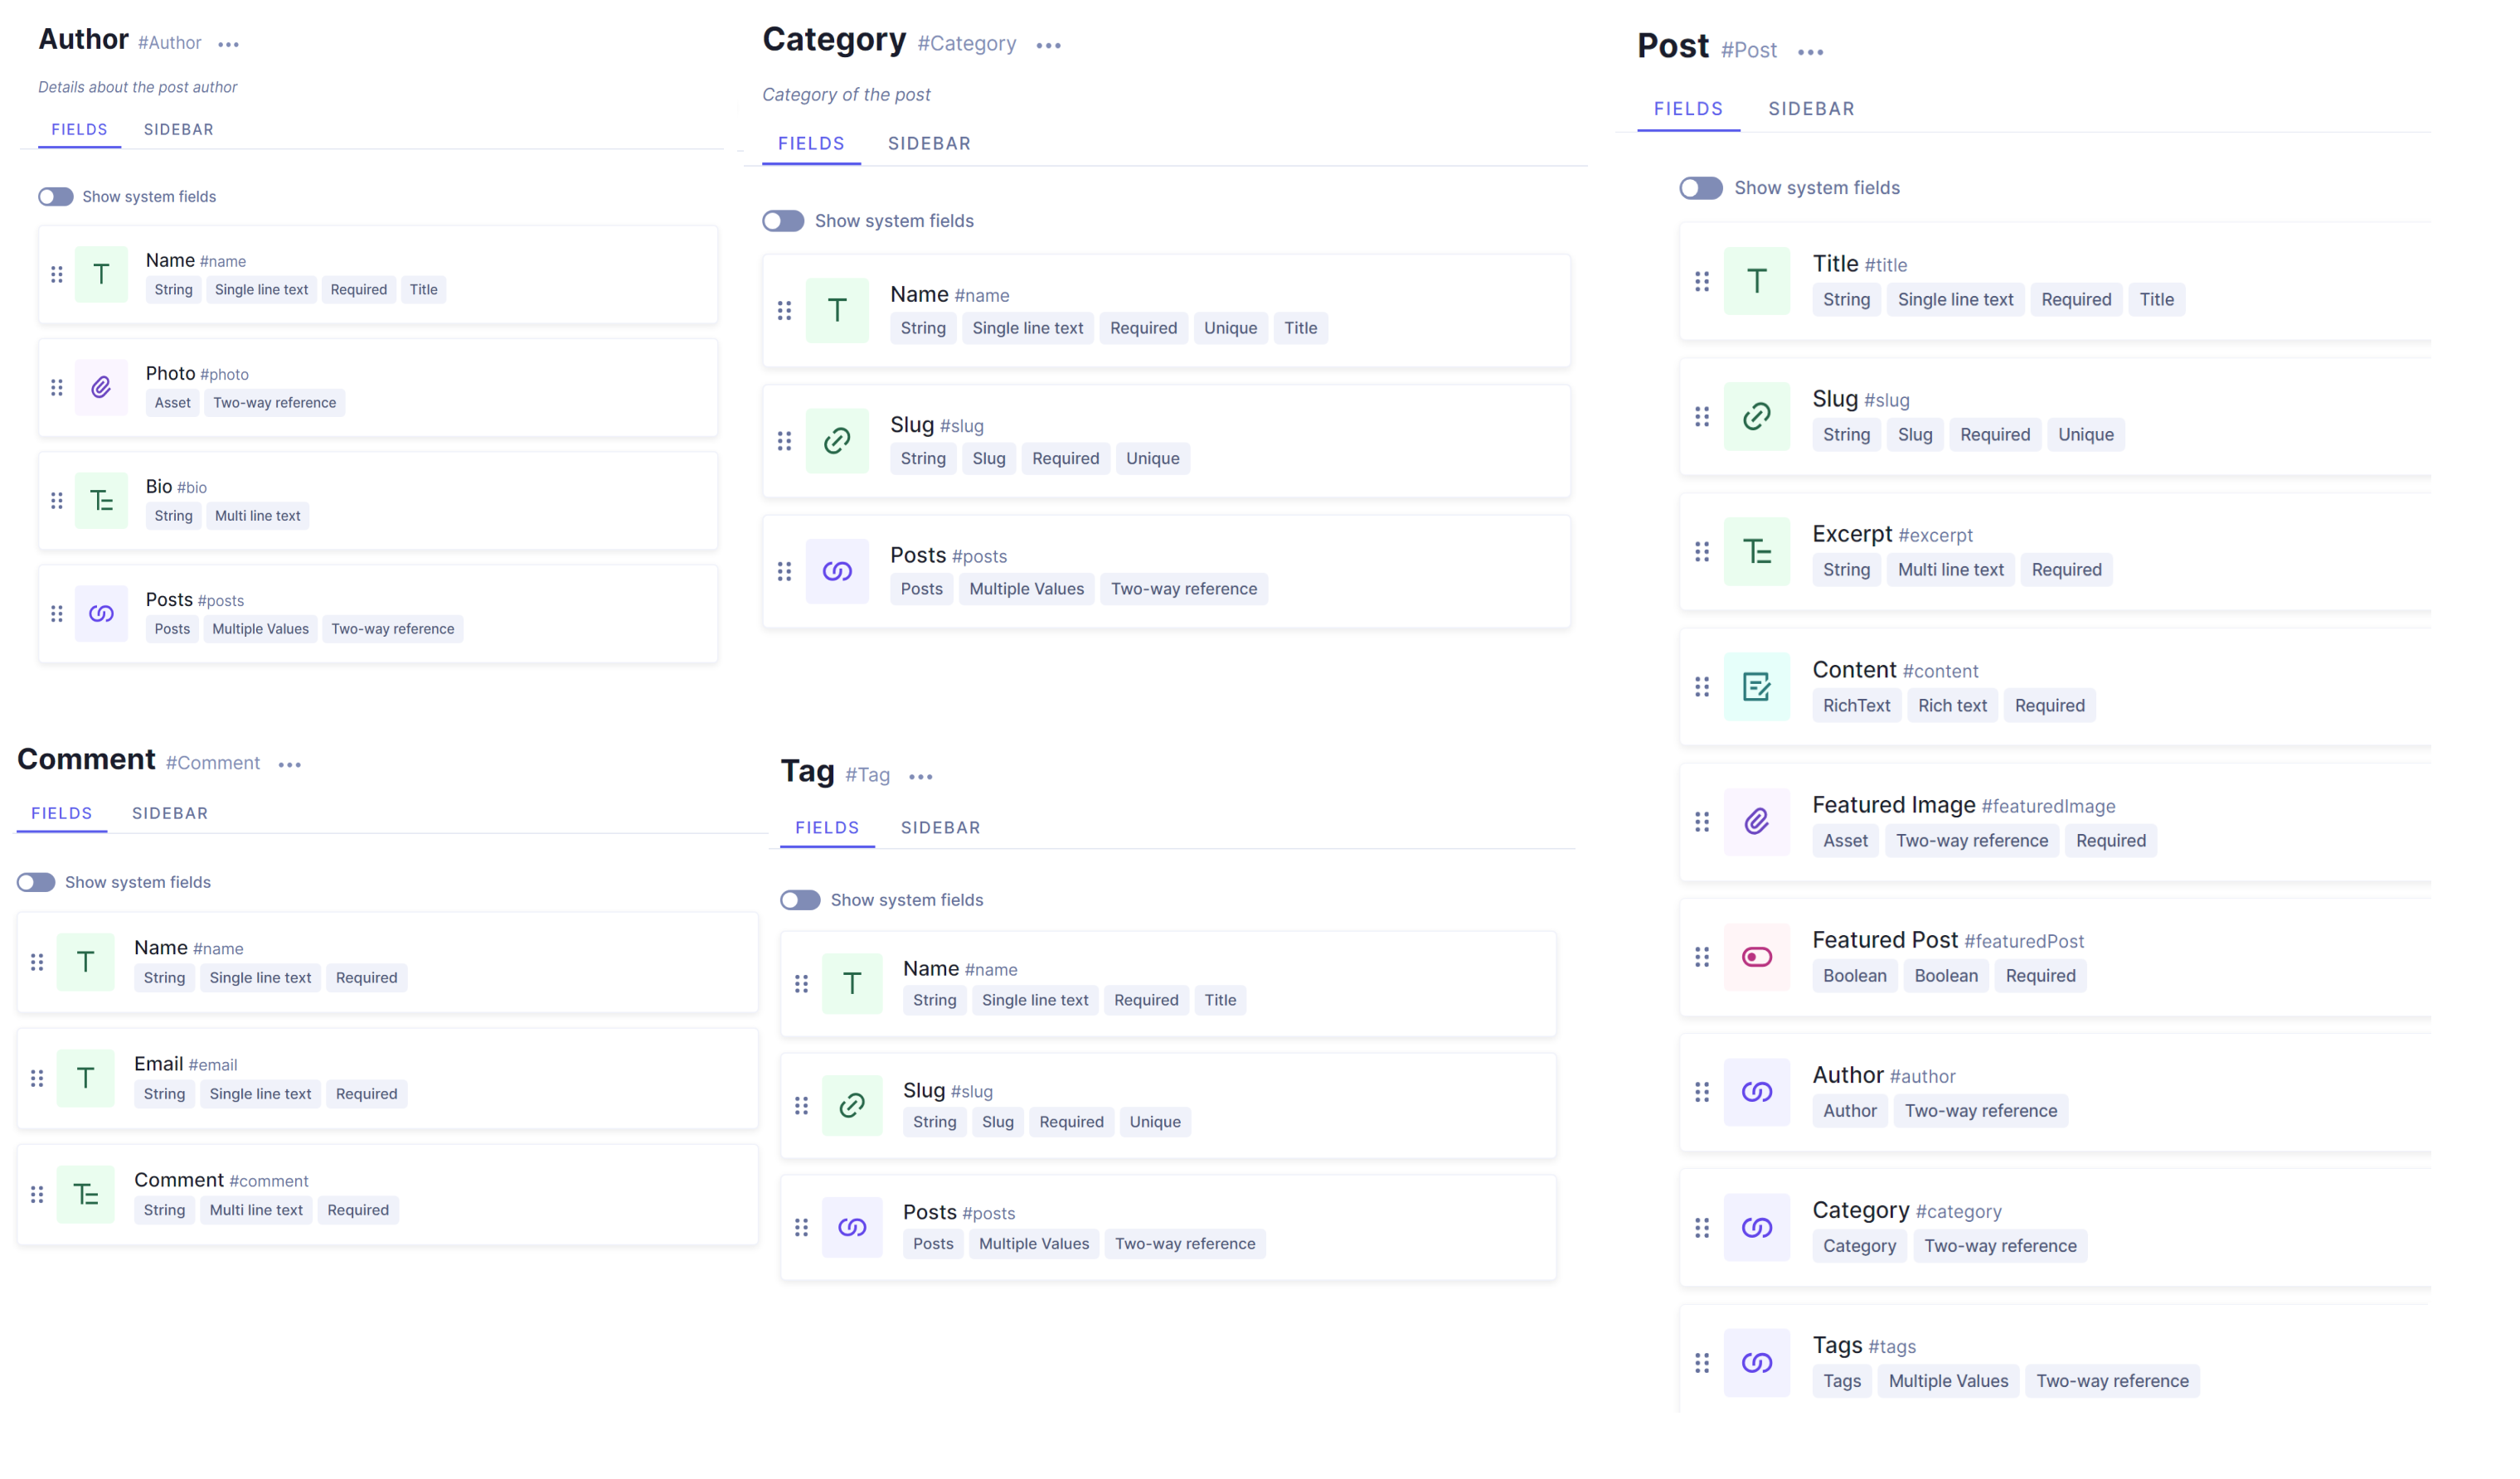 Author #Author
Details about the post author
FIELDS SIDEBAR
Show system fields
Name #name
String Single line text Required Title
Photo #photo
Asset Two-way reference
Bio #bio
String Multi line text
Posts #posts
Posts Multiple Values Two-way reference
Category #Category
Category of the post
FIELDS SIDEBAR
Show system fields
Name #name
String Single line text Required Unique Title
Slug #slug
String Slug Required Unique
Posts #posts
Posts Multiple Values Two-way reference
Comment #Comment
FIELDS SIDEBAR
Show system fields
Name #name
String Single line text Required
Email #email
String Single line text Required
Comment #comment
String Multi line text Required
Tag #Tag
FIELDS SIDEBAR
Show system fields
Name #name
String Single line text Required Title
Slug #slug
String Slug Required Unique
Posts #posts
Posts Multiple Values Two-way reference
Post #Post
FIELDS SIDEBAR
Show system fields
Title #title
String Single line text Required Title
Slug #slug
String Slug Required Unique
Excerpt #excerpt
String Multi line text Required
Content #content
RichText Rich text Required
Featured Image #featuredImage
Asset Two-way reference Required
Featured Post #featuredPost
Boolean Boolean Required
Author #author
Author Two-way reference
Category #category
Category Two-way reference
Tags #tags
Tags Multiple Values Two-way reference